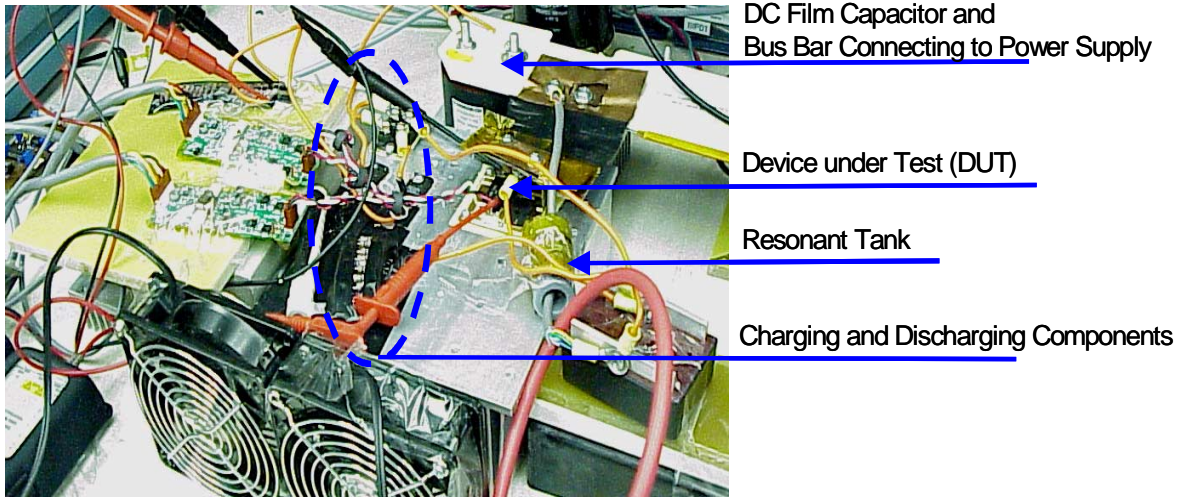 DC Film Capacitor and
Bus Bar Connecting to Power Supply
Device under Test (DUT)
Resonant Tank
Charging and Discharging Components